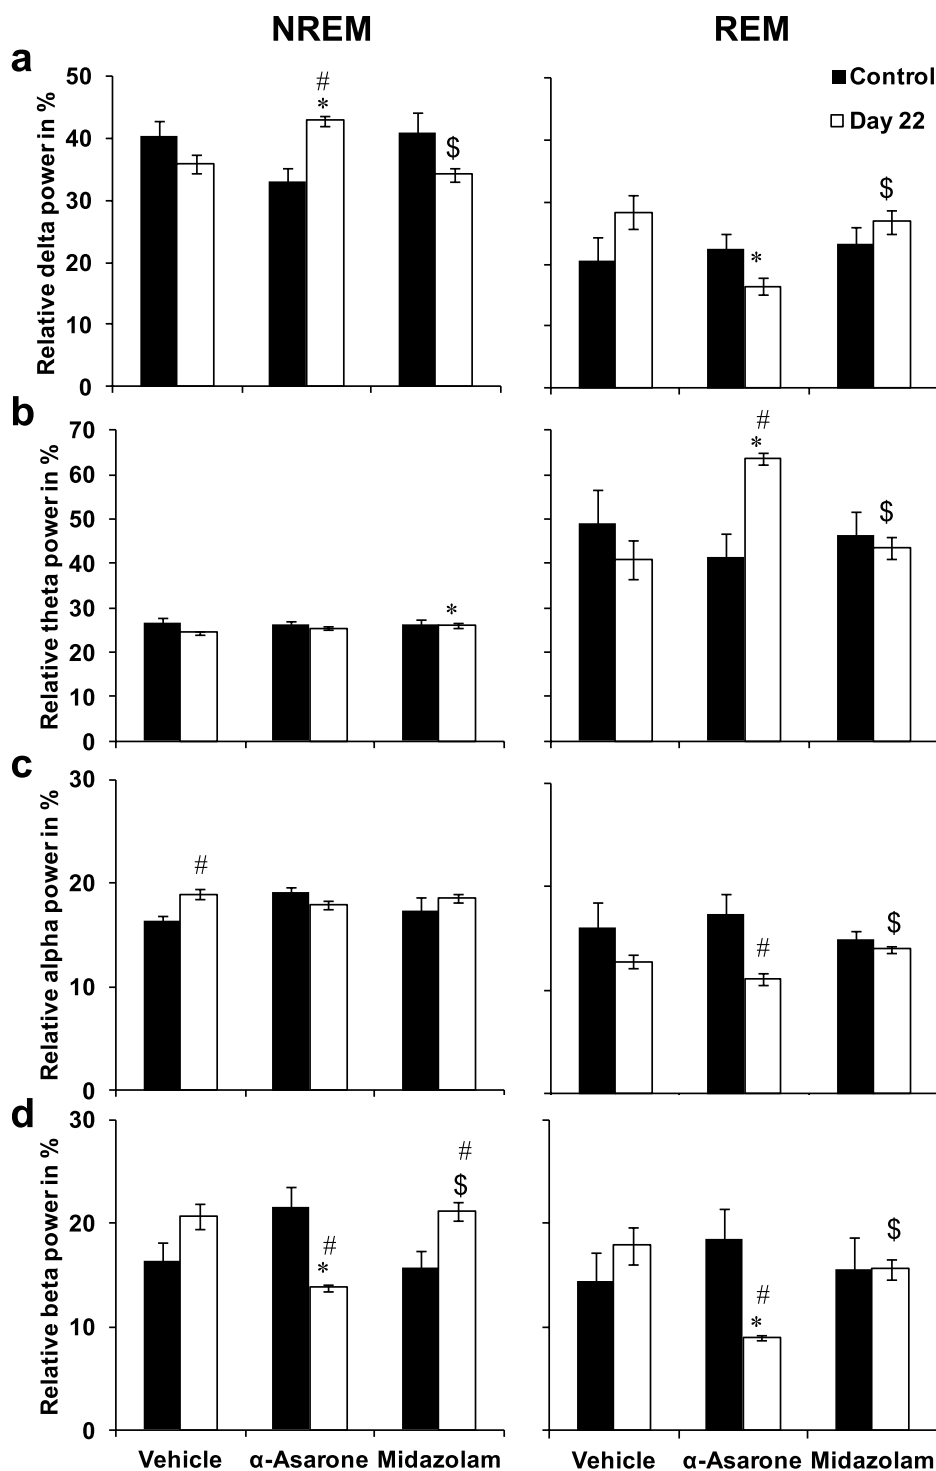 NREM
REM
a
Relative delta power in %
50
40
30
20
10
0
#
*
$
Control
Day 22
*
$
b
Relative theta power in %
70
60
50
40
30
20
10
0
*
#
*
$
c
Relative alpha power in %
30
20
10
0
#
#
$
d
Relative beta power in %
30
20
10
0
#
*
#
$
#
*
$
Vehicle α-Asarone Midazolam
Vehicle α-Asarone Midazolam